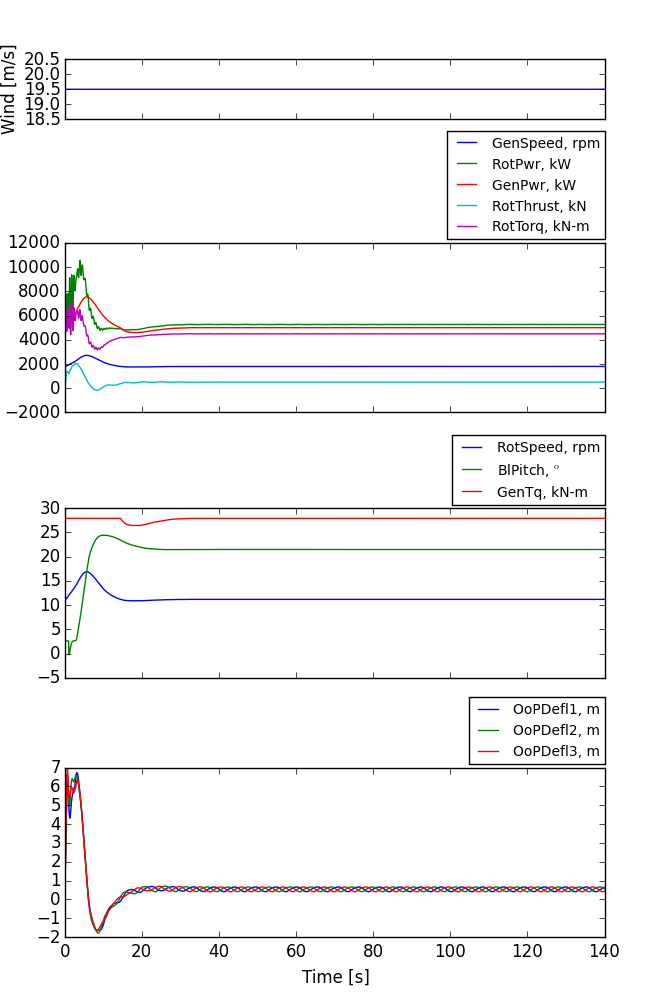 Wind [m/s]
20.5
20.0
19.5
19.0
18.5
GenSpeed, rpm
RotPwr, kW
GenPwr, kW
RotThrust, kN
RotTorq, kN-m
12000
10000
8000
6000
4000
2000
0
−2000
RotSpeed, rpm
BlPitch, °
GenTq, kN-m
30
25
20
15
10
5
0
−5
OoPDefl1, m
OoPDefl2, m
OoPDefl3, m
7
6
5
4
3
2
1
0
−1
−2
0 20 40 60 80 100 120 140
Time [s]